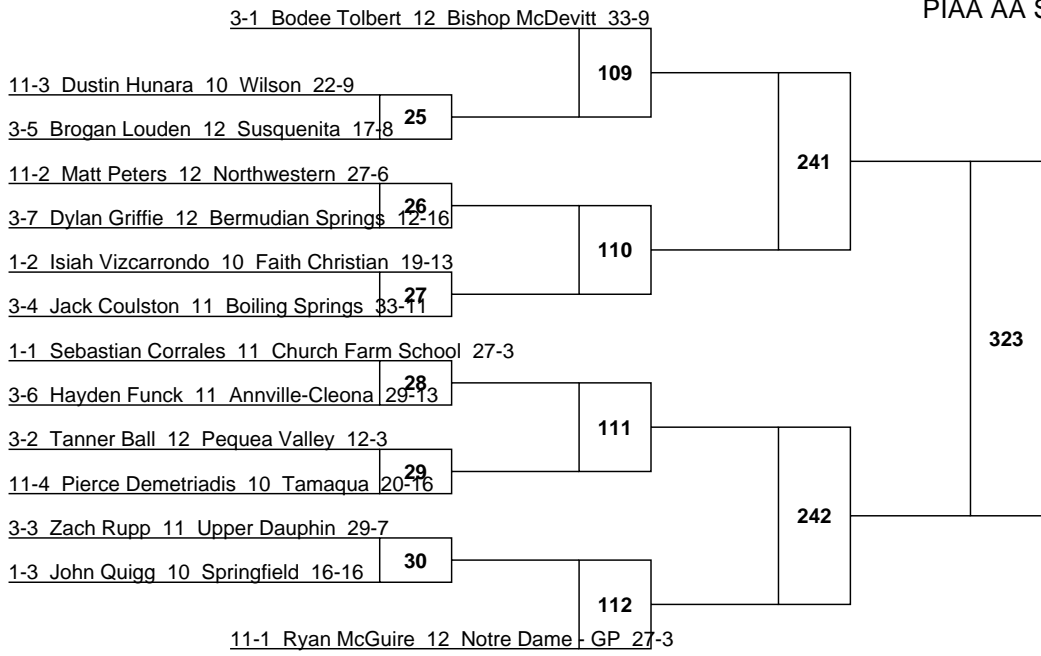 PIAA AA S
3-1 Bodee Tolbert 12 Bishop McDevitt 33-9
109
11-3 Dustin Hunara 10 Wilson 22-9
25
3-5 Brogan Louden 12 Susquenita 17-8
241
11-2 Matt Peters 12 Northwestern 27-6
26
3-7 Dylan Griffie 12 Bermudian Springs 12-16
110
1-2 Isiah Vizcarrondo 10 Faith Christian 19-13
27
3-4 Jack Coulston 11 Boiling Springs 33-11
323
1-1 Sebastian Corrales 11 Church Farm School 27-3
28
3-6 Hayden Funck 11 Annville-Cleona 29-13
111
3-2 Tanner Ball 12 Pequea Valley 12-3
29
11-4 Pierce Demetriadis 10 Tamaqua 20-16
242
3-3 Zach Rupp 11 Upper Dauphin 29-7
30
1-3 John Quigg 10 Springfield 16-16
112
11-1 Ryan McGuire 12 Notre Dame - GP 27-3